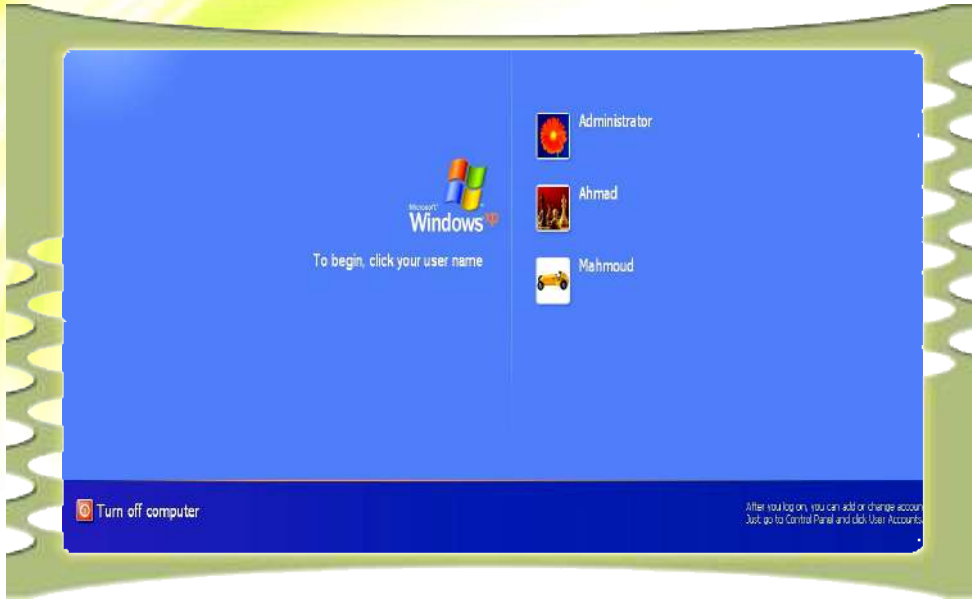 Microsoft®
Windows xp
To begin, click your user name
Administrator
Ahmad
Mahmoud
Turn off computer
After you log on, you can add or change accoun
Just go to Control Panel and click User Accounts.